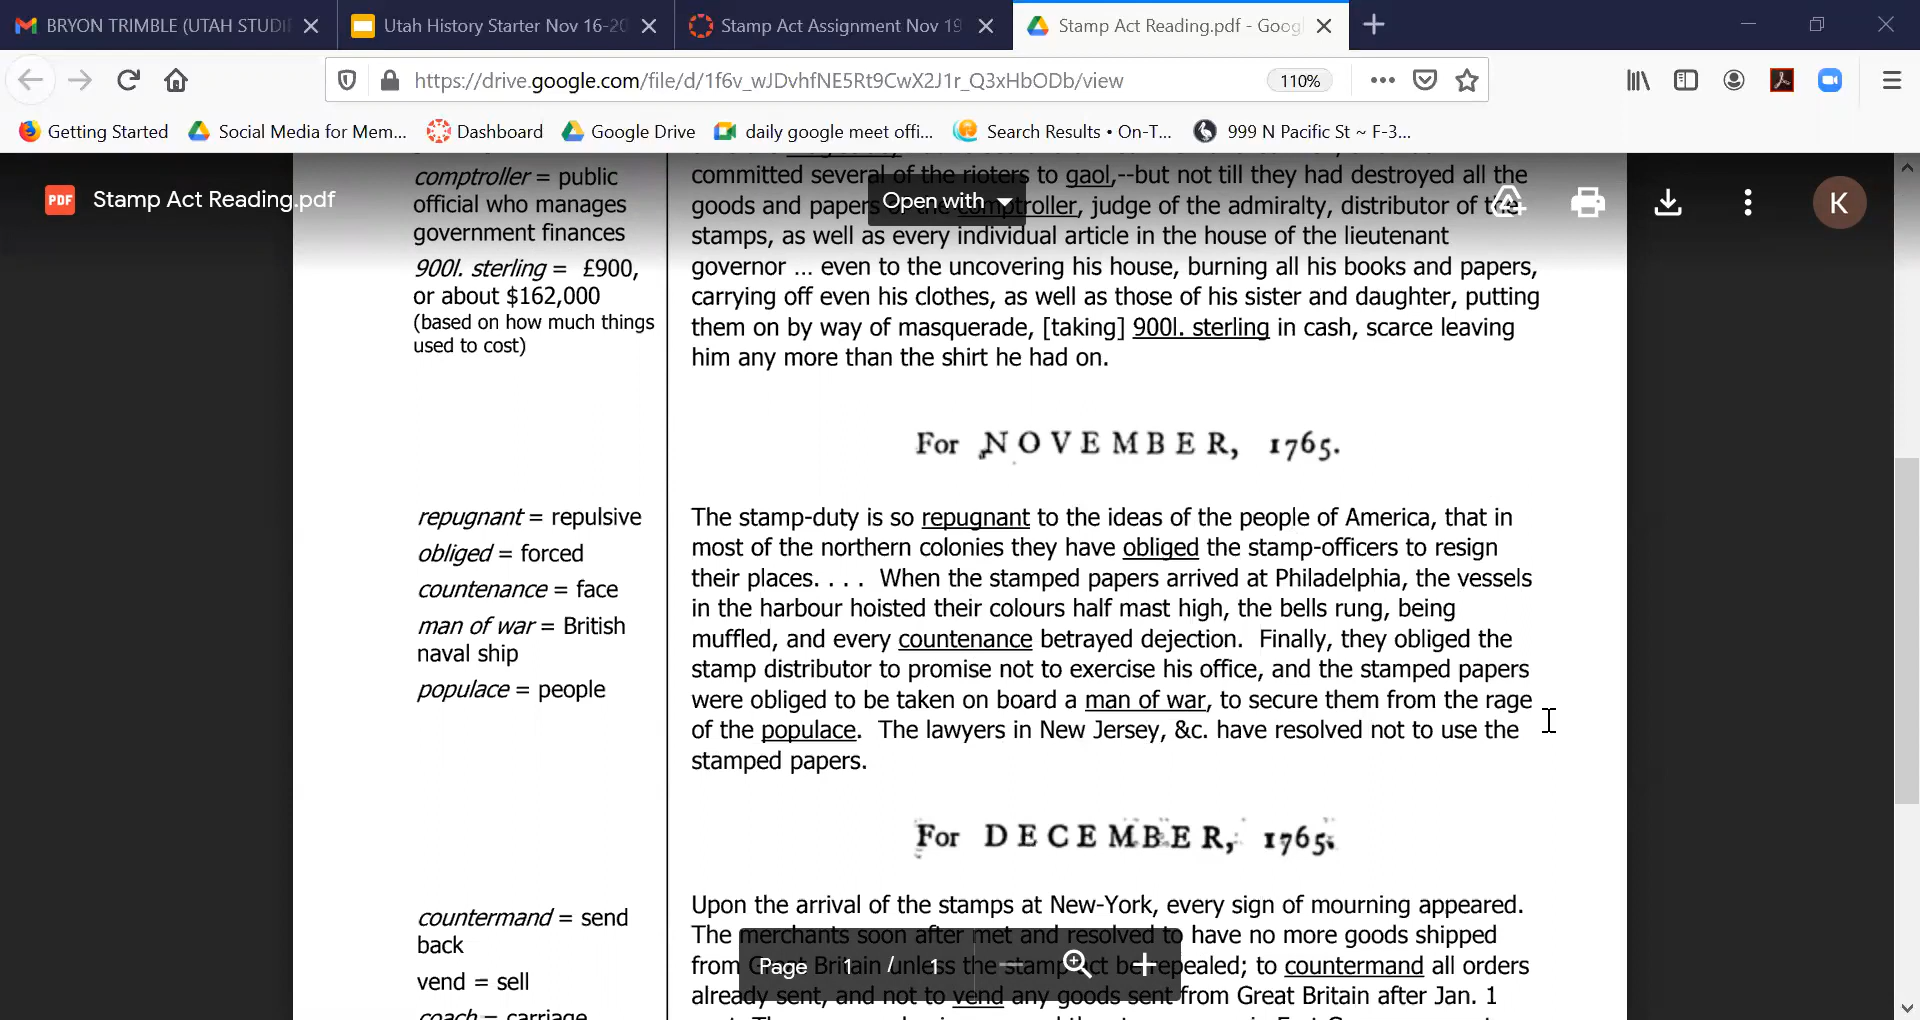 BRYON TRIMBLE (UTAH STUDI
Utah History Starter Nov 16-20
Stamp Act Assignment Nov 19
Stamp Act Reading.pdf - Goog
https://drive.google.com/file/d/1f6v_wJDvhfNE5Rt9CwX2J1r_Q3xHbODb/view
110%
Getting Started
Social Media for Mem...
Dashboard
Google Drive
daily google meet offi...
Search Results • On-T...
999 N Pacific St ~ F-3...
PDF
Stamp Act Reading.pdf
Open with
K
comptroller = public
official who manages
government finances
900l. sterling = £900,
or about $162,000
(based on how much things
used to cost)
committed several of the rioters to gaol,--but not till they had destroyed all the
goods and papers of the comptroller, judge of the admiralty, distributor of the
stamps, as well as every individual article in the house of the lieutenant
governor ... even to the uncovering his house, burning all his books and papers,
carrying off even his clothes, as well as those of his sister and daughter, putting
them on by way of masquerade, [taking] 900l. sterling in cash, scarce leaving
him any more than the shirt he had on.
For NOVEMBER, 1765.
repugnant = repulsive
obliged = forced
countenance = face
man of war = British
naval ship
populace = people
The stamp-duty is so repugnant to the ideas of the people of America, that in
most of the northern colonies they have obliged the stamp-officers to resign
their places. . . . When the stamped papers arrived at Philadelphia, the vessels
in the harbour hoisted their colours half mast high, the bells rung, being
muffled, and every countenance betrayed dejection. Finally, they obliged the
stamp distributor to promise not to exercise his office, and the stamped papers
were obliged to be taken on board a man of war, to secure them from the rage
of the populace. The lawyers in New Jersey, &c. have resolved not to use the
stamped papers.
For DECEMBER, 1765.
countermand = send
back
vend = sell
coach = carriage
Upon the arrival of the stamps at New-York, every sign of mourning appeared.
The merchants soon after met and resolved to have no more goods shipped
from Great Britain unless the stamp act be repealed; to countermand all orders
already sent, and not to vend any goods sent from Great Britain after Jan. 1
Page 1 / 1